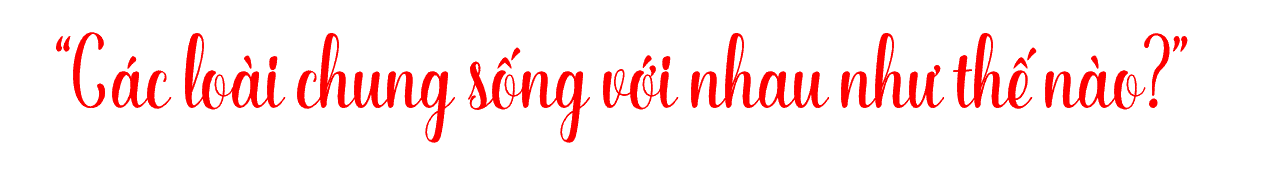 “Các loài chung sống với nhau như thế nào?”